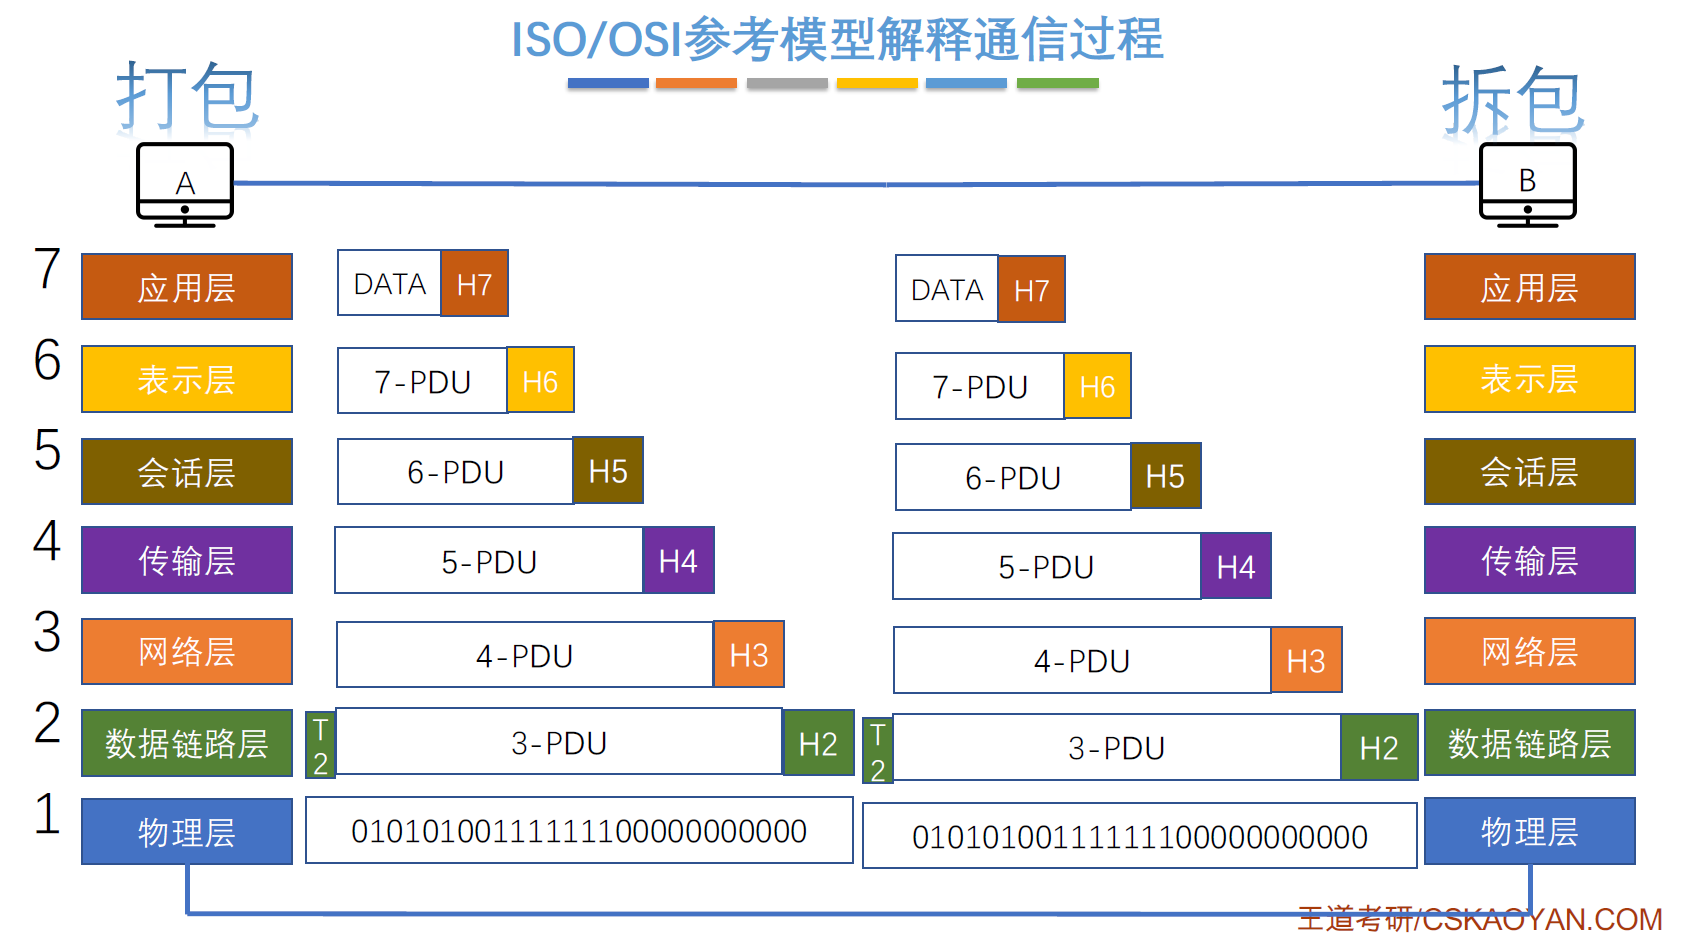 ISO/OSI参考模型解释通信过程
打包
拆包
A
B
7
应用层
DATA
H7
DATA
H7
应用层
6
表示层
7-PDU
H6
7-PDU
H6
表示层
5
会话层
6-PDU
H5
6-PDU
H5
会话层
4
传输层
5-PDU
H4
5-PDU
H4
传输层
3
网络层
4-PDU
H3
4-PDU
H3
网络层
2
数据链路层
T
2
3-PDU
H2
T
2
3-PDU
H2
数据链路层
1
物理层
01010100111111110000000000
01010100111111110000000000
物理层
王道考研/CSKAOYAN.COM